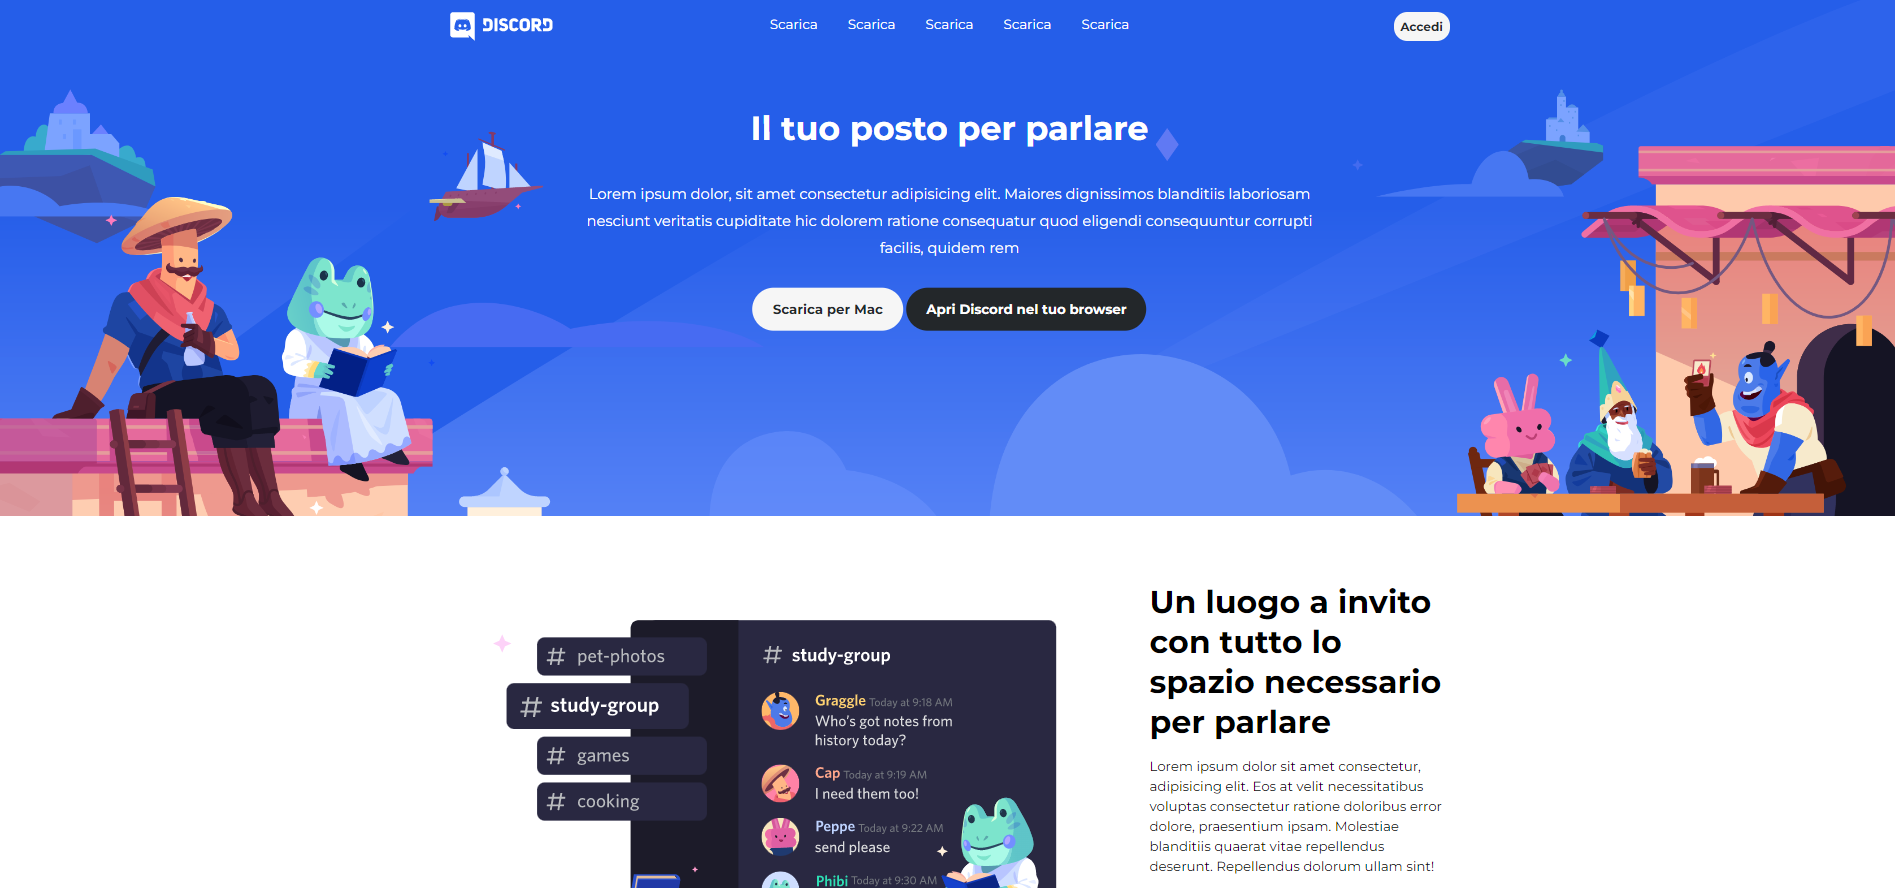 DISCORD
Scarica Scarica Scarica Scarica Scarica
Accedi
Il tuo posto per parlare
Lorem ipsum dolor, sit amet consectetur adipisicing elit. Maiores dignissimos blanditiis laboriosam
nesciunt veritatis cupiditate hic dolorem ratione consequatur quod eligendi consequuntur corrupti
facilis, quidem rem
Scarica per Mac
Apri Discord nel tuo browser
# pet-photos
# study-group
# games
# cooking
# study-group
Graggle Today at 9:18 AM
Who's got notes from
history today?
Cap Today at 9:19 AM
I need them too!
Peppe Today at 9:22 AM
send please
Phibi Today at 9:30 AM
Un luogo a invito
con tutto lo
spazio necessario
per parlare
Lorem ipsum dolor sit amet consectetur,
adipisicing elit. Eos at velit necessitatibus
voluptas consectetur ratione doloribus error
dolore, praesentium ipsam. Molestiae
blanditiis quaerat vitae repellendus
deserunt. Repellendus dolorum ullam sint!